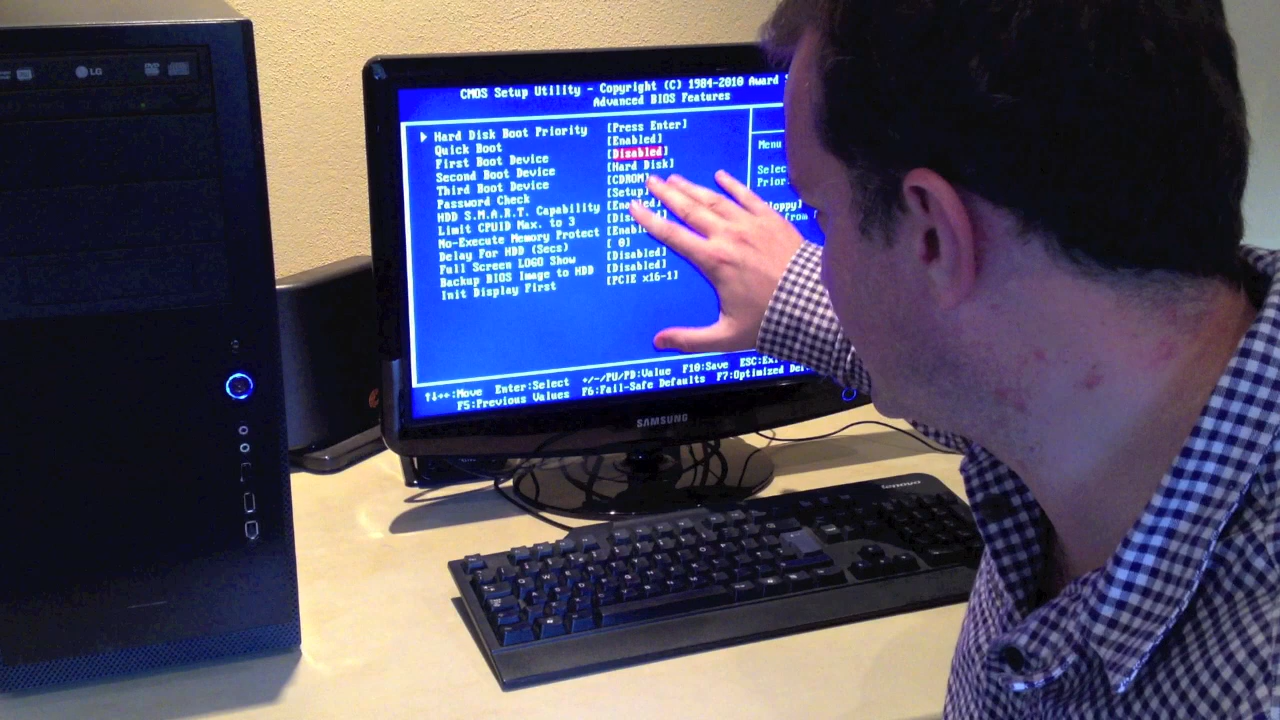 LG
CMOS Setup Utility - Copyright (C) 1984-2010 Award
Advanced BIOS Features
Hard Disk Boot Priority [Press Enter]
Quick Boot [Enabled]
First Boot Device [Disabled]
Second Boot Device [Hard Disk]
Third Boot Device [CDROM]
Password Check [Setup]
HDD S.M.A.R.T. Capability
Limit CPUID Max. to 3
No-Execute Memory Protect
Delay For HDD (Secs) [ 0]
Full Screen LOGO Show [Disabled]
Backup BIOS Image to HDD [Disabled]
Init Display First [PCIE x16-1]
Menu
↑↓→←:Move Enter:Select +/-/PU/PD:Value F10:Save
F5:Previous Values F6:Fail-Safe Defaults F7:Optimized
SAMSUNG
lenovo